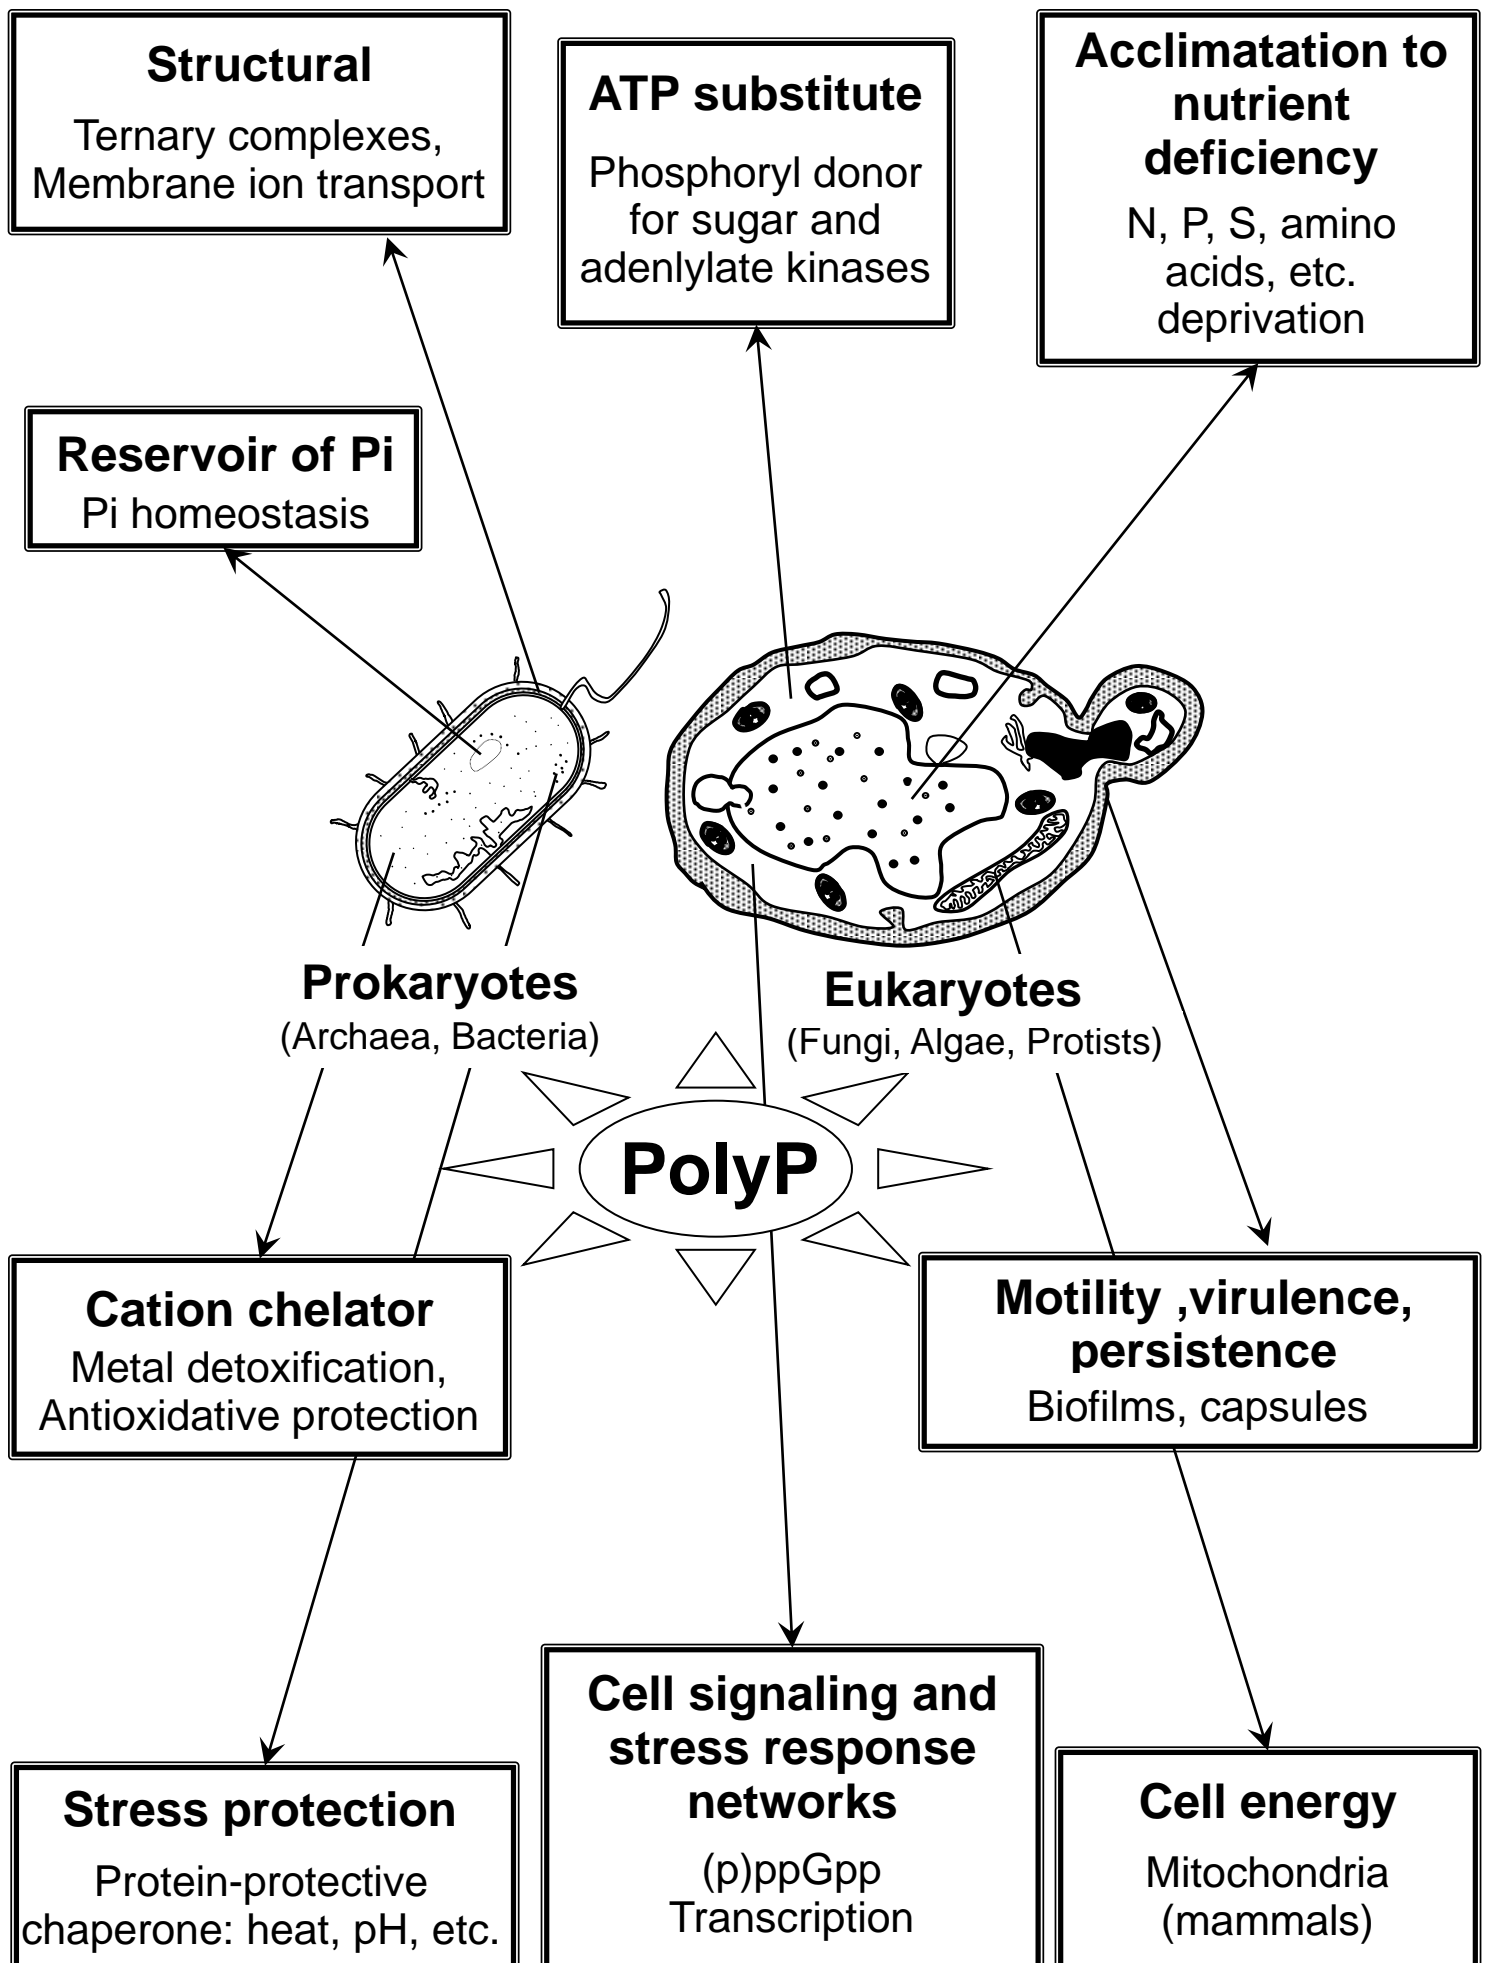 Structural
Ternary complexes,
Membrane ion transport
ATP substitute
Phosphoryl donor
for sugar and
adenlylate kinases
Acclimatation to
nutrient
deficiency
N, P, S, amino
acids, etc.
deprivation
Reservoir of Pi
Pi homeostasis
Prokaryotes
(Archaea, Bacteria)
Eukaryotes
(Fungi, Algae, Protists)
PolyP
Cation chelator
Metal detoxification,
Antioxidative protection
Motility ,virulence,
persistence
Biofilms, capsules
Stress protection
Protein-protective
chaperone: heat, pH, etc.
Cell signaling and
stress response
networks
(p)ppGpp
Transcription
Cell energy
Mitochondria
(mammals)